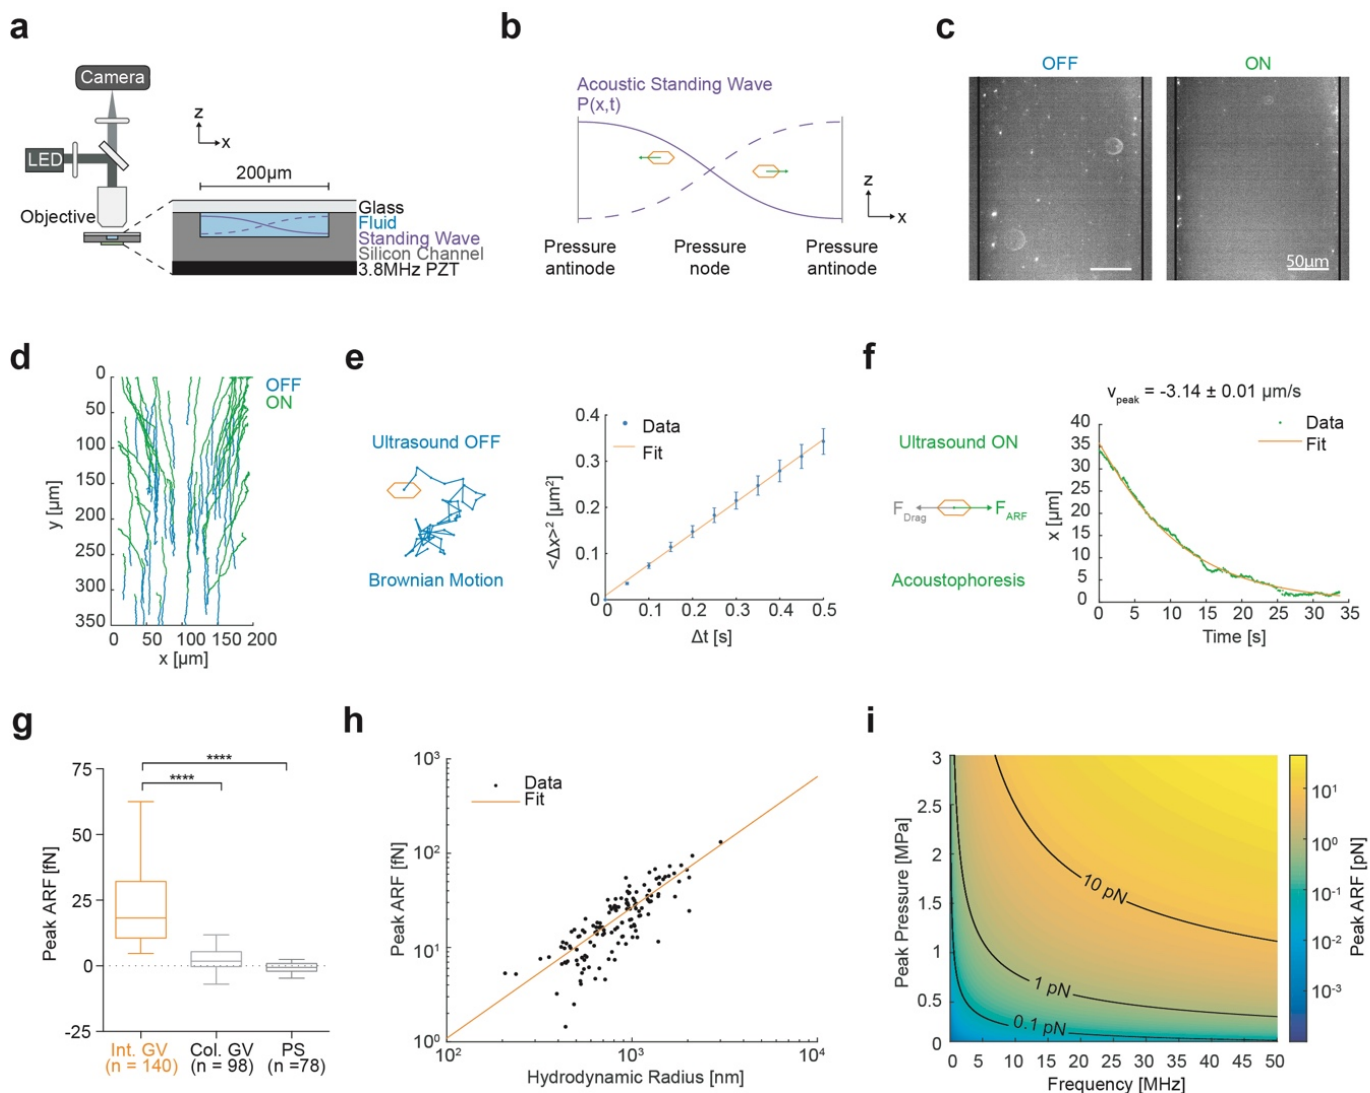 a
Camera
LED
Objective
z
x
200µm
Glass
Fluid
Standing Wave
Silicon Channel
3.8MHz PZT
b
Acoustic Standing Wave
P(x,t)
z
x
Pressure
antinode
Pressure
node
Pressure
antinode
c
OFF
ON
50µm
d
OFF
ON
y [µm]
0
50
100
150
200
250
300
350
0 50 100 150 200
x [µm]
e
Ultrasound OFF
Brownian Motion
Data
Fit
<Δx>² [µm²]
0.4
0.3
0.2
0.1
0
0.1 0.2 0.3 0.4 0.5
Δt [s]
f
v_peak = -3.14 ± 0.01 µm/s
Ultrasound ON
F_Drag
F_ARF
Acoustophoresis
Data
Fit
x [µm]
40
35
30
25
20
15
10
5
0
0 5 10 15 20 25 30 35
Time [s]
g
****
****
Peak ARF [fN]
75
50
25
0
-25
Int. GV
(n = 140)
Col. GV
(n = 98)
PS
(n =78)
h
Data
Fit
Peak ARF [fN]
10³
10²
10¹
10⁰
10² 10³ 10⁴
Hydrodynamic Radius [nm]
i
Peak Pressure [MPa]
3
2.5
2
1.5
1
0.5
0
10 pN
1 pN
0.1 pN
0 5 10 15 20 25 30 35 40 45 50
Frequency [MHz]
10¹
10⁰
10⁻¹
10⁻²
10⁻³
Peak ARF [pN]